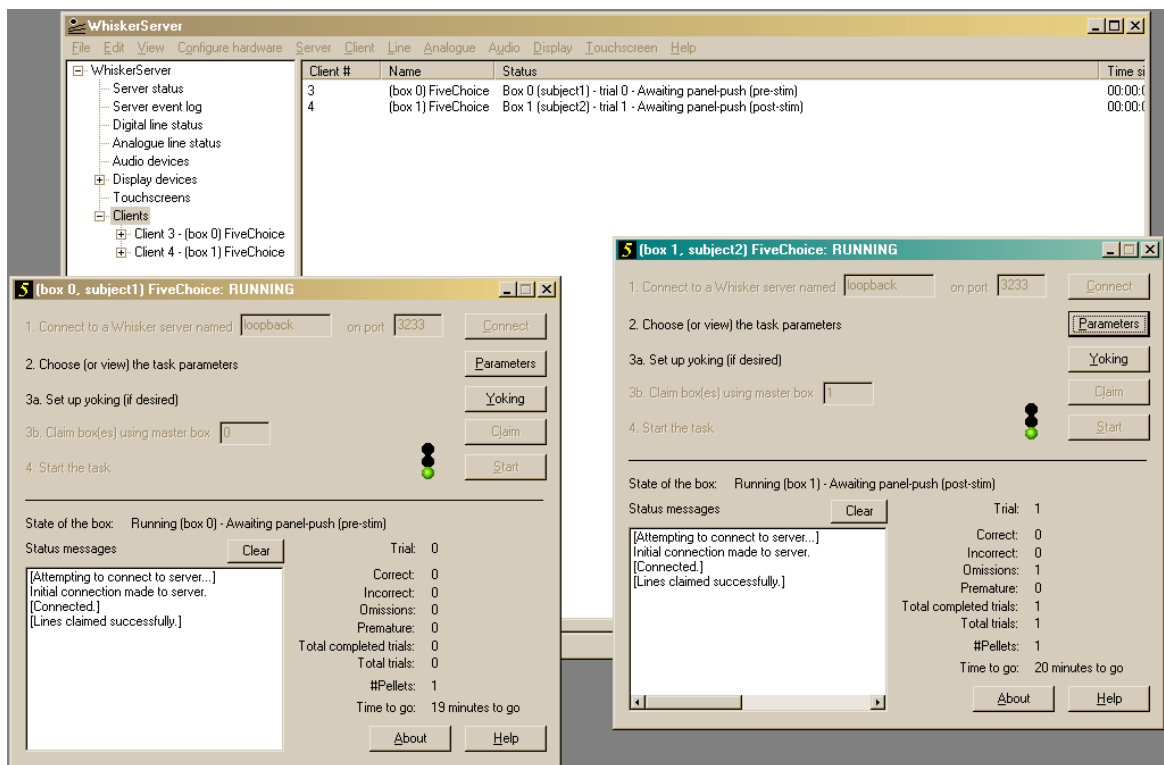 WhiskerServer
File Edit View Configure hardware Server Client Line Analogue Audio Display Touchscreen Help
WhiskerServer
Server status
Server event log
Digital line status
Analogue line status
Audio devices
Display devices
Touchscreens
Clients
Client 3 - (box 0) FiveChoice
Client 4 - (box 1) FiveChoice
Client # Name Status Time si
3 (box 0) FiveChoice Box 0 (subject1) - trial 0 - Awaiting panel-push (pre-stim) 00:00:0
4 (box 1) FiveChoice Box 1 (subject2) - trial 1 - Awaiting panel-push (post-stim) 00:00:0
5 (box 0, subject1) FiveChoice: RUNNING
1. Connect to a Whisker server named loopback on port 3233 Connect
2. Choose (or view) the task parameters Parameters
3a. Set up yoking (if desired) Yoking
3b. Claim box(es) using master box 0 Claim
4. Start the task Start
State of the box: Running (box 0) - Awaiting panel-push (pre-stim)
Status messages Clear Trial: 0
[Attempting to connect to server...]
Initial connection made to server.
[Connected.]
[Lines claimed successfully.]
Correct: 0
Incorrect: 0
Omissions: 0
Premature: 0
Total completed trials: 0
Total trials: 0
#Pellets: 1
Time to go: 19 minutes to go
About Help
5 (box 1, subject2) FiveChoice: RUNNING
1. Connect to a Whisker server named loopback on port 3233 Connect
2. Choose (or view) the task parameters Parameters
3a. Set up yoking (if desired) Yoking
3b. Claim box(es) using master box 1 Claim
4. Start the task Start
State of the box: Running (box 1) - Awaiting panel-push (post-stim)
Status messages Clear Trial: 1
[Attempting to connect to server...]
Initial connection made to server.
[Connected.]
[Lines claimed successfully.]
Correct: 0
Incorrect: 0
Omissions: 1
Premature: 0
Total completed trials: 1
Total trials: 1
#Pellets: 1
Time to go: 20 minutes to go
About Help